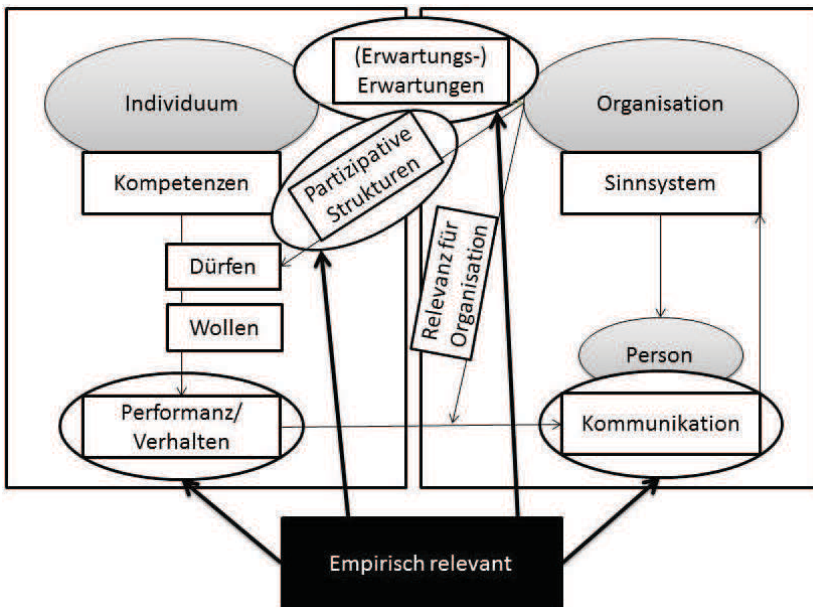 (Erwartungs-)
Erwartungen
Individuum
Organisation
Partizipative
Strukturen
Kompetenzen
Sinnsystem
Dürfen
Relevanz für
Organisation
Wollen
Person
Performanz/
Verhalten
Kommunikation
Empirisch relevant